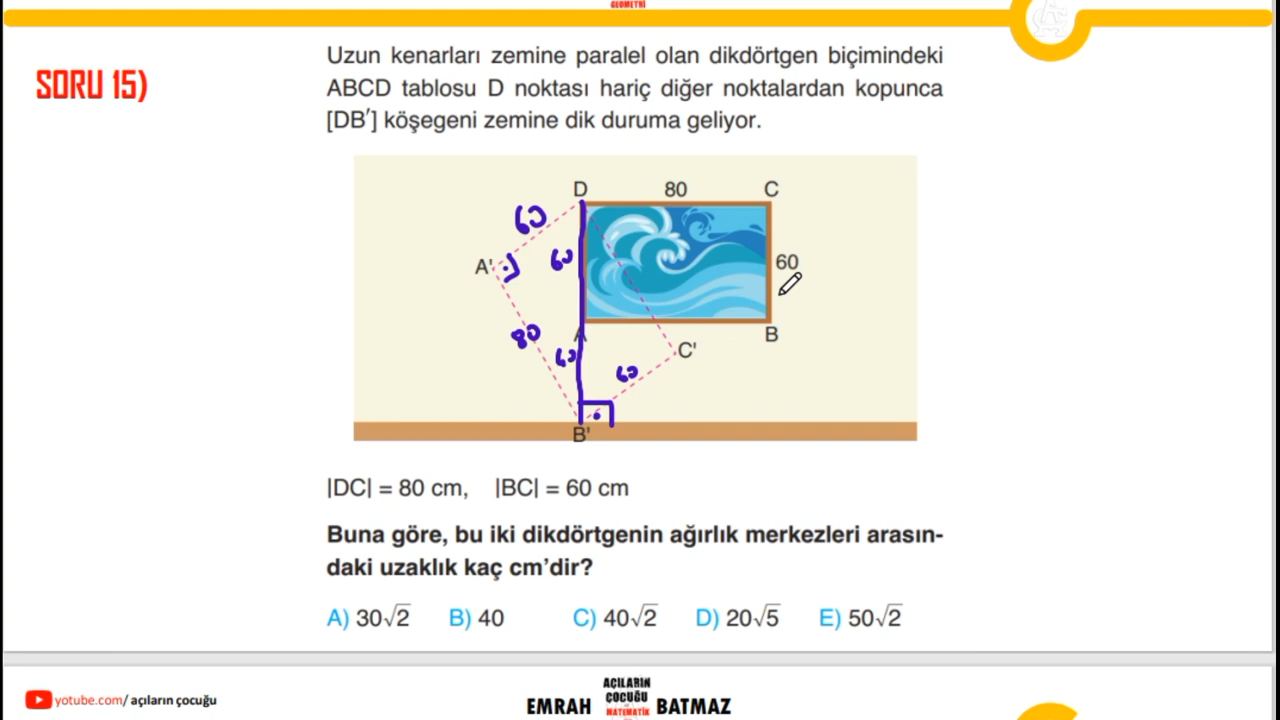 GEOMETRİ
SORU 15)
Uzun kenarları zemine paralel olan dikdörtgen biçimindeki
ABCD tablosu D noktası hariç diğer noktalardan kopunca
[DB′] köşegeni zemine dik duruma geliyor.
D 80 C
60
A' 60 60
80 A B
60 C'
60
B'
|DC| = 80 cm, |BC| = 60 cm
Buna göre, bu iki dikdörtgenin ağırlık merkezleri arasın-
daki uzaklık kaç cm’dir?
A) 30√2 B) 40 C) 40√2 D) 20√5 E) 50√2
yotube.com/ açıların çocuğu
EMRAH AÇILARIN ÇOCUĞU MATEMATİK BATMAZ